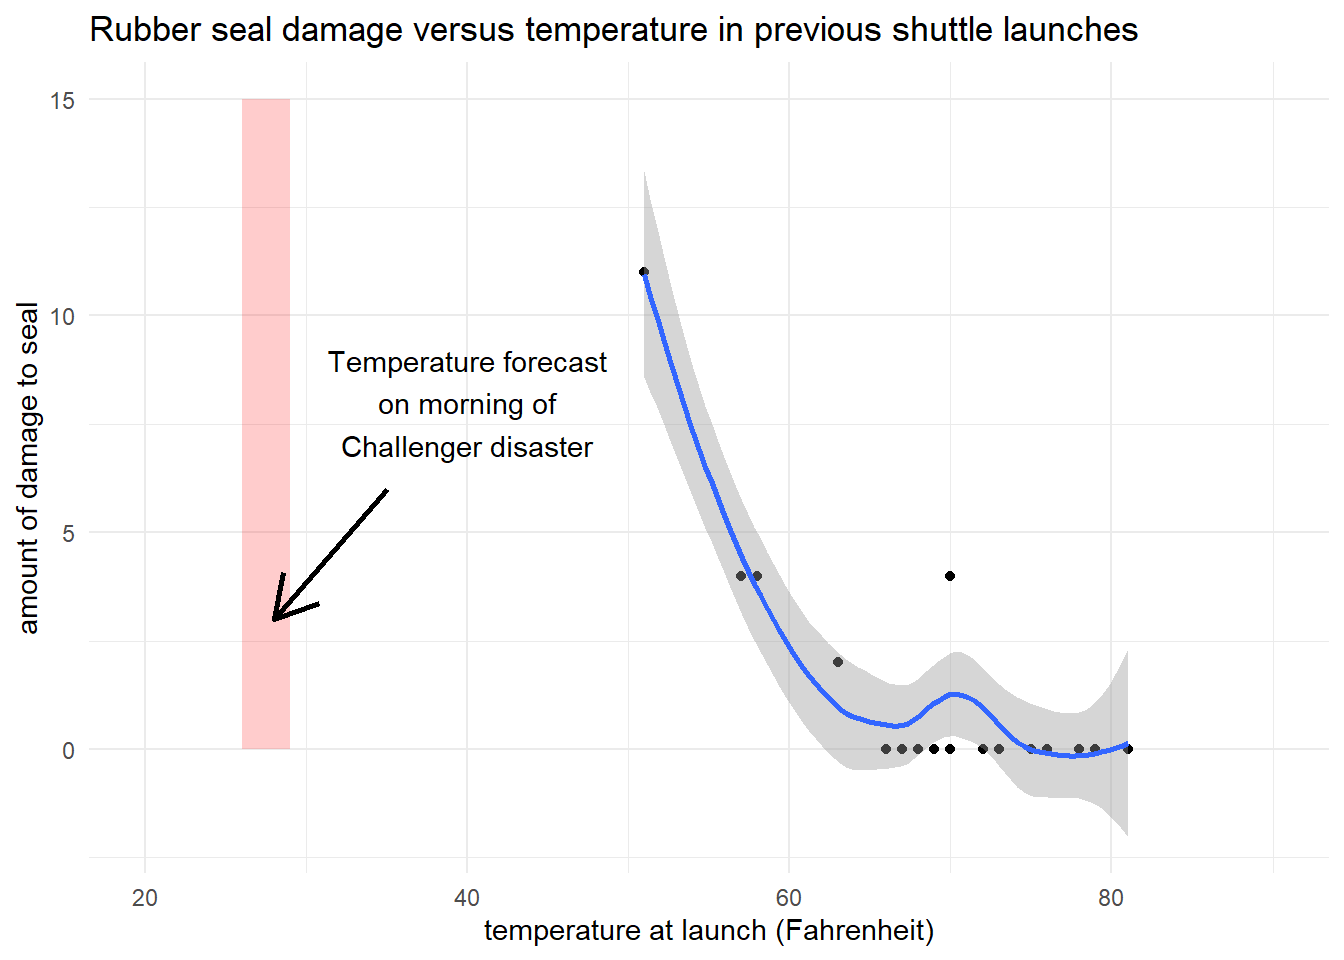 Rubber seal damage versus temperature in previous shuttle launches
15
10
5
0
amount of damage to seal
Temperature forecast
on morning of
Challenger disaster
20
40
60
80
temperature at launch (Fahrenheit)